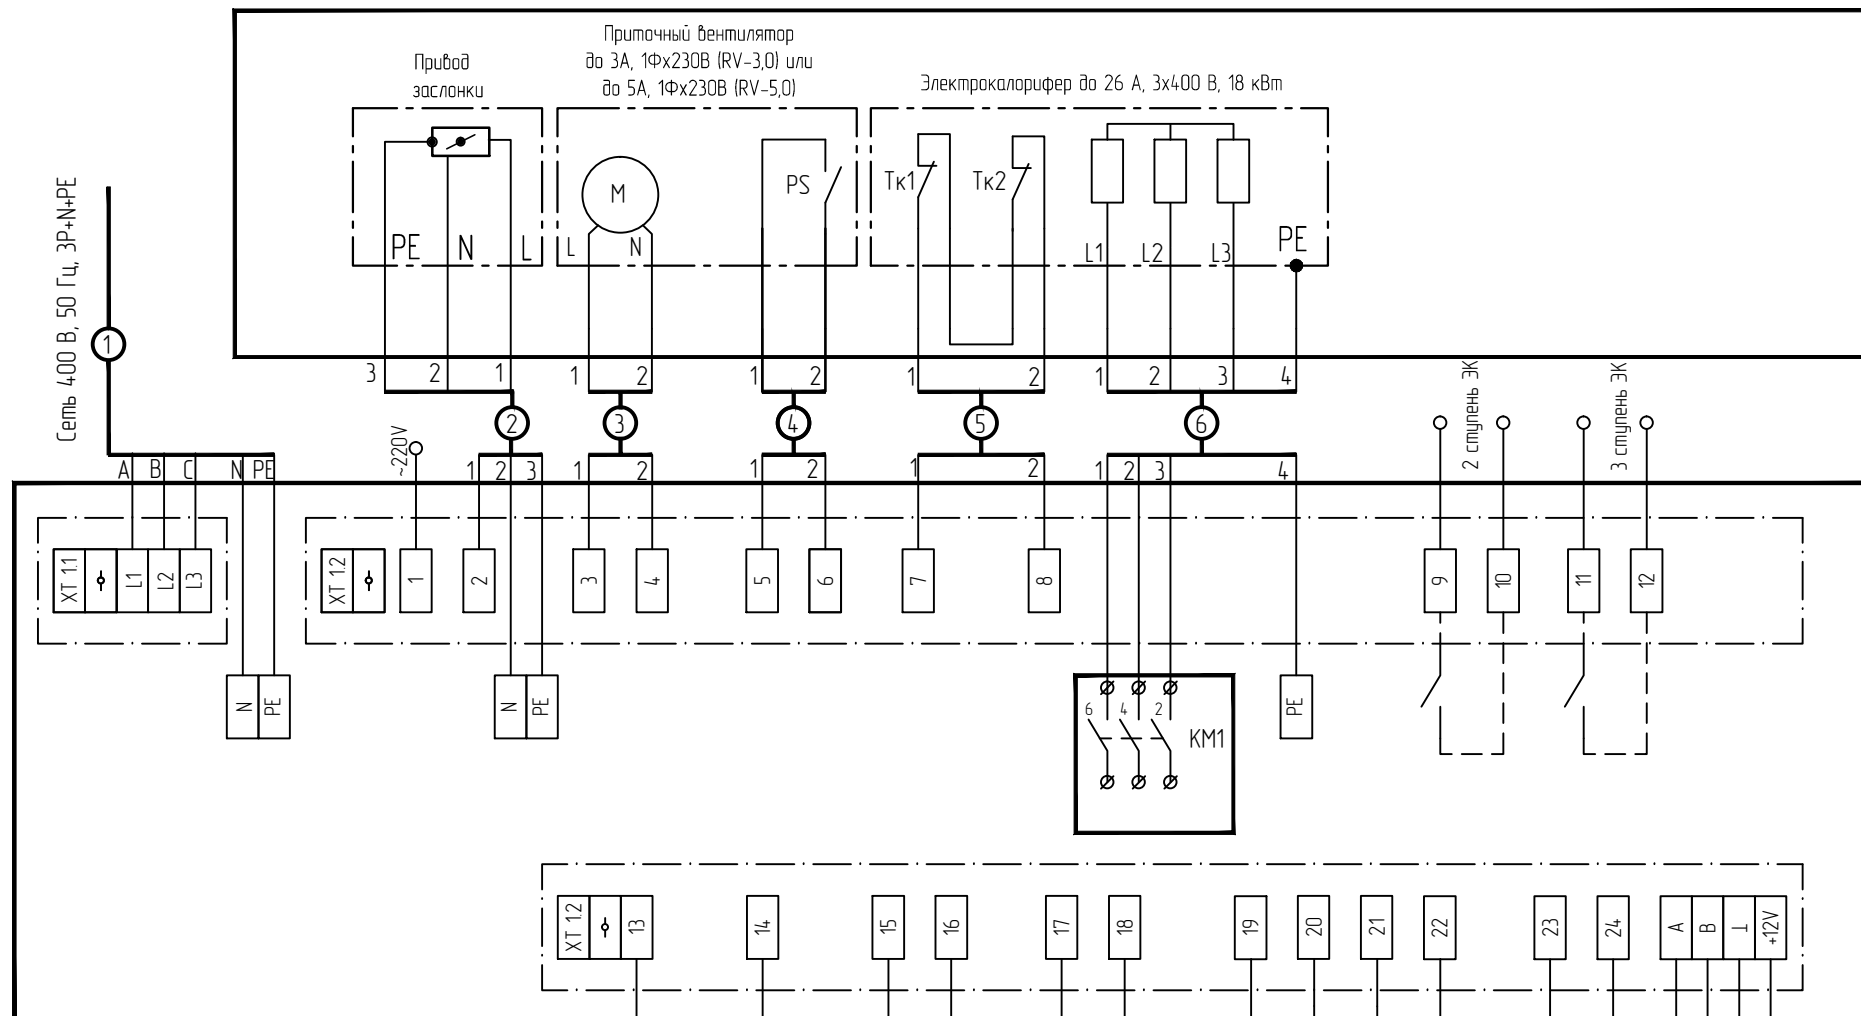 Приточный вентилятор
до 3А, 1Фх230В (RV-3,0) или
до 5А, 1Фх230В (RV-5,0)
Привод
заслонки
Электрокалорифер до 26 А, 3х400 В, 18 кВт
Сеть 400 В, 50 Гц, 3P+N+PE
M
PS
Тк1
Тк2
PE N L
L N
L1 L2 L3 PE
1
3 2 1
1 2
1 2
1 2
1 2 3 4
2 3 4 5 6
2 ступень ЭК
3 ступень ЭК
~220V
A B C N PE
1 2 3
1 2
1 2
1 2
1 2 3 4
XT 1.1 L1 L2 L3
XT 1.2 1 2 3 4 5 6 7 8 9 10 11 12
N PE
N PE
PE
6 4 2
KM1
XT 1.2 13 14 15 16 17 18 19 20 21 22 23 24 A B ⊥ +12V